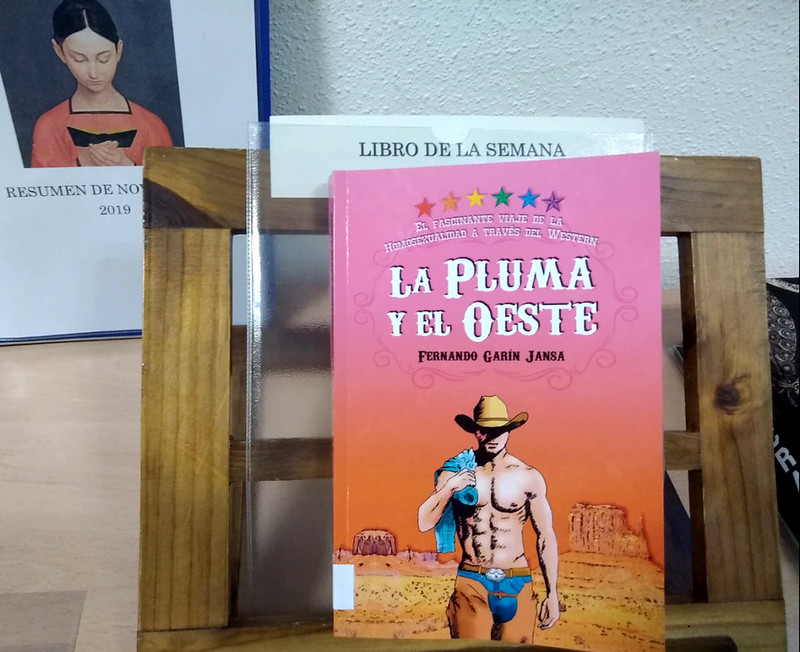 RESUMEN DE
2019
LIBRO DE LA SEMANA
EL FASCINANTE VIAJE DE LA
HOMOSEXUALIDAD A TRAVÉS DEL WESTERN
LA PLUMA
Y EL OESTE
FERNANDO GARÍN JANSA